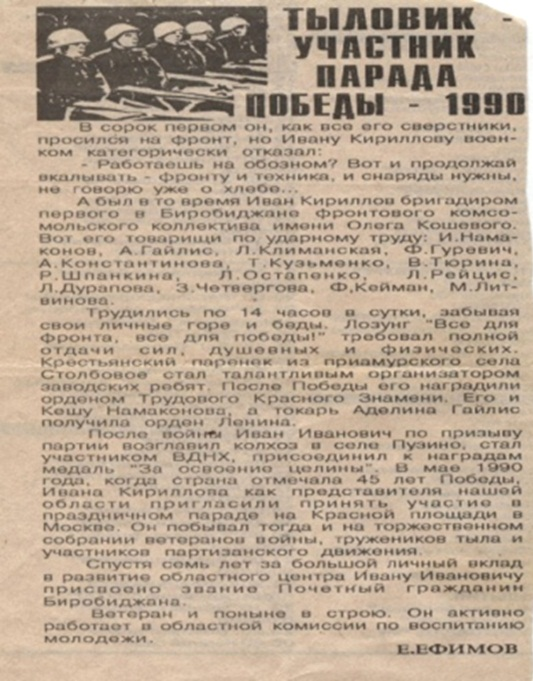 ТЫЛОВИК -
УЧАСТНИК
ПАРАДА
ПОБЕДЫ - 1990
В сорок первом он, как все его сверстники,
просился на фронт, но Ивану Кириллову воен-
ком категорически отказал:
- Работаешь на обозном? Вот и продолжай
вкалывать - фронту и техника, и снаряды нужны,
не говорю уже о хлебе...
А был в то время Иван Кириллов бригадиром
первого в Биробиджане фронтового комсо-
мольского коллектива имени Олега Кошевого.
Вот его товарищи по ударному труду: И.Нама-
конов, А.Гайлис, Л.Климанская, Ф.Гуревич,
А.Константинова, Т.Кузьменко, В.Тюрина,
Р.Шпанкина, Л.Остапенко, Л.Рейцис,
Л.Дурапова, З.Четвергова, Ф.Кейман, М.Лит-
винова.
Трудились по 14 часов в сутки, забывая
свои личные горе и беды. Лозунг "Все для
фронта, все для победы!" требовал полной
отдачи сил, душевных и физических.
Крестьянский паренек из приамурского села
Столбовое стал талантливым организатором
заводских ребят. После Победы его наградили
орденом Трудового Красного Знамени. Его и
Кешу Намаконова, а токарь Аделина Гайлис
получила орден Ленина.
После войны Иван Иванович по призыву
партии возглавил колхоз в селе Пузино, стал
участником ВДНХ, присоединил к наградам
медаль "За освоение целины". В мае 1990
года, когда страна отмечала 45 лет Победы,
Ивана Кириллова как представителя нашей
области пригласили принять участие в
праздничном параде на Красной площади в
Москве. Он побывал тогда и на торжественном
собрании ветеранов войны, тружеников тыла и
участников партизанского движения.
Спустя семь лет за большой личный вклад
в развитие областного центра Ивану Ивановичу
присвоено звание Почетный гражданин
Биробиджана.
Ветеран и поныне в строю. Он активно
работает в областной комиссии по воспитанию
молодежи.
Е.ЕФИМОВ